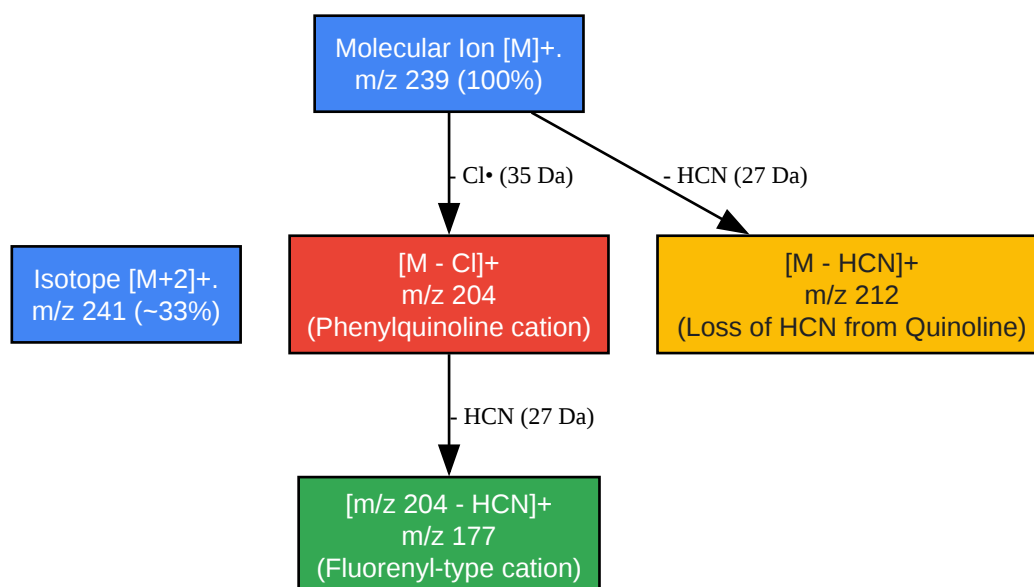 Molecular Ion [M]+.
m/z 239 (100%)
- Cl• (35 Da)
- HCN (27 Da)
Isotope [M+2]+.
m/z 241 (~33%)
[M - Cl]+
m/z 204
(Phenylquinoline cation)
[M - HCN]+
m/z 212
(Loss of HCN from Quinoline)
- HCN (27 Da)
[m/z 204 - HCN]+
m/z 177
(Fluorenyl-type cation)